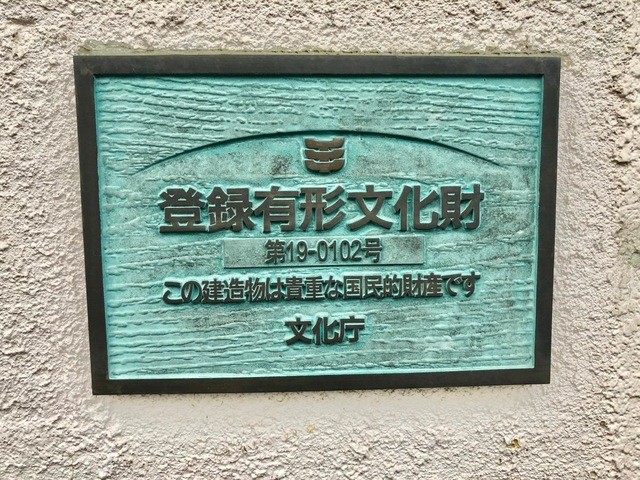 登録有形文化財
第19-0102号
この建造物は貴重な国民的財産です
文化庁